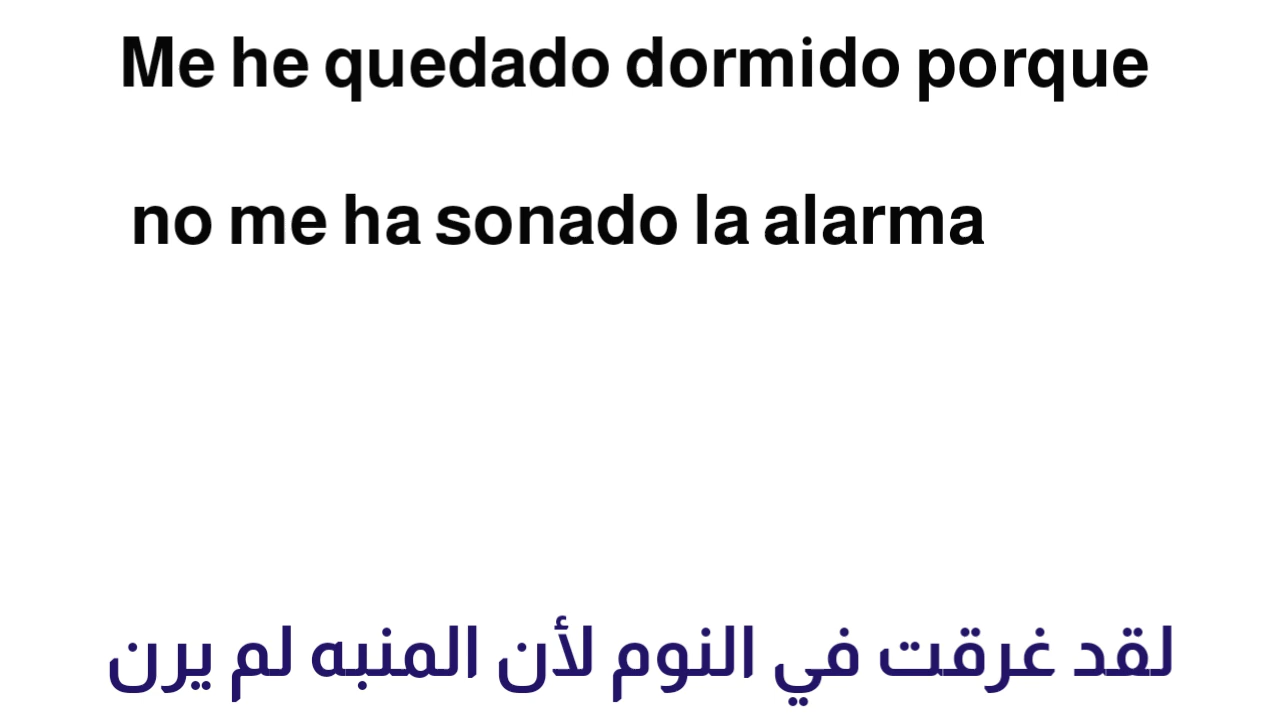 Me he quedado dormido porque
no me ha sonado la alarma
لقد غرقت في النوم لأن المنبه لم يرن